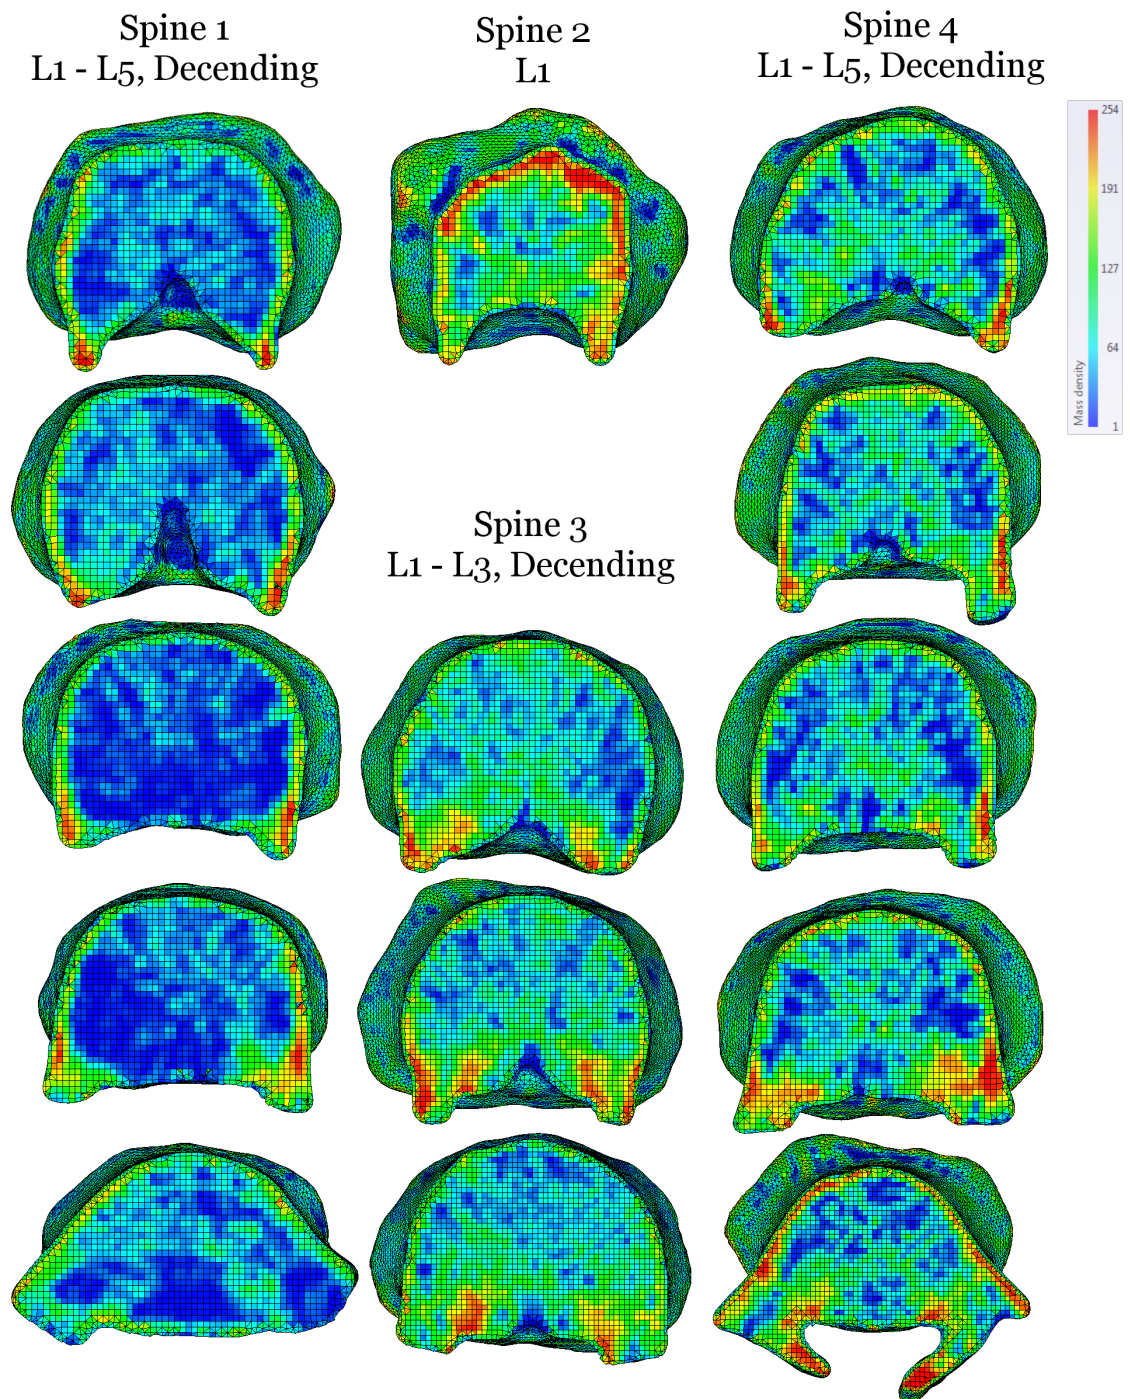 Spine 1
L1 - L5, Decending
Spine 2
L1
Spine 4
L1 - L5, Decending
254
191
127
64
1
Mass density
Spine 3
L1 - L3, Decending